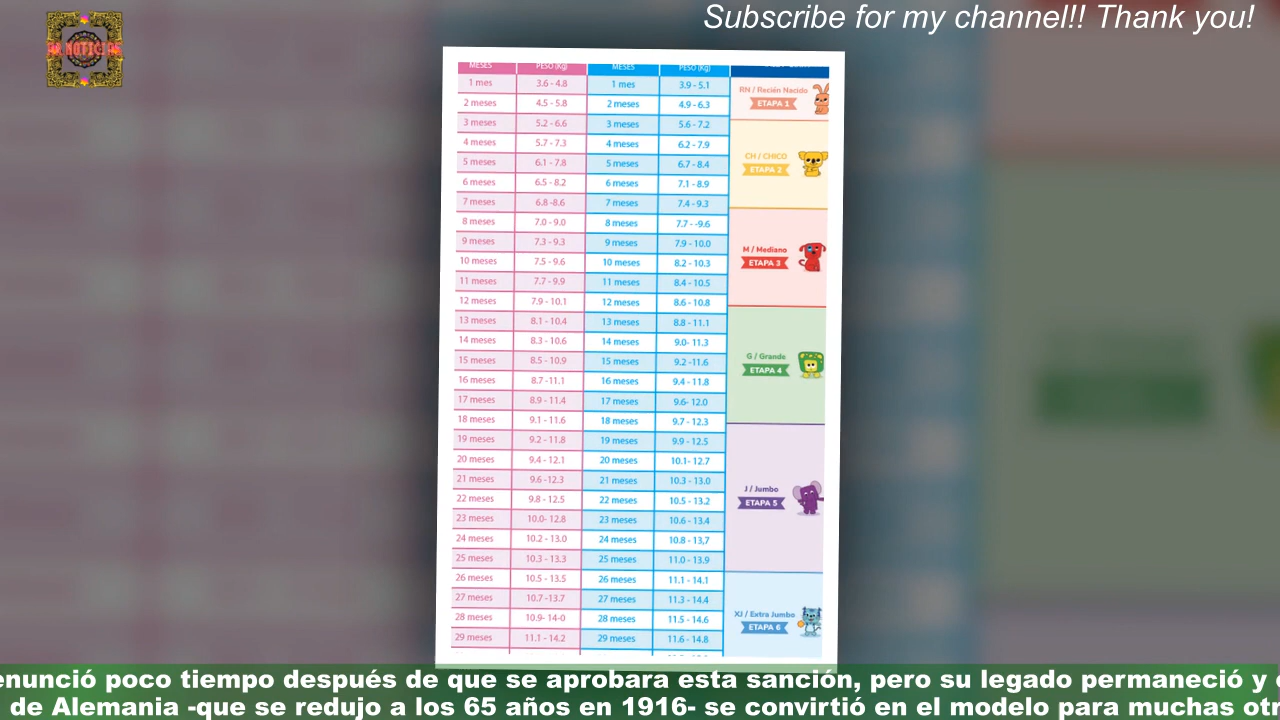 Subscribe for my channel!! Thank you!
MESES PESO (Kg) MESES PESO (Kg)
1 mes 3.6 - 4.8 1 mes 3.9 - 5.1
RN / Recién Nacido
ETAPA 1
2 meses 4.5 - 5.8 2 meses 4.9 - 6.3
3 meses 5.2 - 6.6 3 meses 5.6 - 7.2
4 meses 5.7 - 7.3 4 meses 6.2 - 7.9
CH / CHICO
5 meses 6.1 - 7.8 5 meses 6.7 - 8.4
ETAPA 2
6 meses 6.5 - 8.2 6 meses 7.1 - 8.9
7 meses 6.8 -8.6 7 meses 7.4 - 9.3
8 meses 7.0 - 9.0 8 meses 7.7 - -9.6
9 meses 7.3 - 9.3 9 meses 7.9 - 10.0
M / Mediano
10 meses 7.5 - 9.6 10 meses 8.2 - 10.3
ETAPA 3
11 meses 7.7 - 9.9 11 meses 8.4 - 10.5
12 meses 7.9 - 10.1 12 meses 8.6 - 10.8
13 meses 8.1 - 10.4 13 meses 8.8 - 11.1
14 meses 8.3 - 10.6 14 meses 9.0- 11.3
G / Grande
15 meses 8.5 - 10.9 15 meses 9.2 -11.6
ETAPA 4
16 meses 8.7 -11.1 16 meses 9.4 - 11.8
17 meses 8.9 - 11.4 17 meses 9.6- 12.0
18 meses 9.1 - 11.6 18 meses 9.7 - 12.3
19 meses 9.2 - 11.8 19 meses 9.9 - 12.5
20 meses 9.4 - 12.1 20 meses 10.1- 12.7
21 meses 9.6 -12.3 21 meses 10.3 - 13.0
J / Jumbo
22 meses 9.8 - 12.5 22 meses 10.5 - 13.2
ETAPA 5
23 meses 10.0- 12.8 23 meses 10.6 - 13.4
24 meses 10.2 - 13.0 24 meses 10.8 - 13,7
25 meses 10.3 - 13.3 25 meses 11.0 - 13.9
26 meses 10.5 - 13.5 26 meses 11.1 - 14.1
27 meses 10.7 -13.7 27 meses 11.3 - 14.4
XJ / Extra Jumbo
28 meses 10.9- 14-0 28 meses 11.5 - 14.6
ETAPA 6
29 meses 11.1 - 14.2 29 meses 11.6 - 14.8
enunció poco tiempo después de que se aprobara esta sanción, pero su legado permaneció y
de Alemania -que se redujo a los 65 años en 1916- se convirtió en el modelo para muchas otr